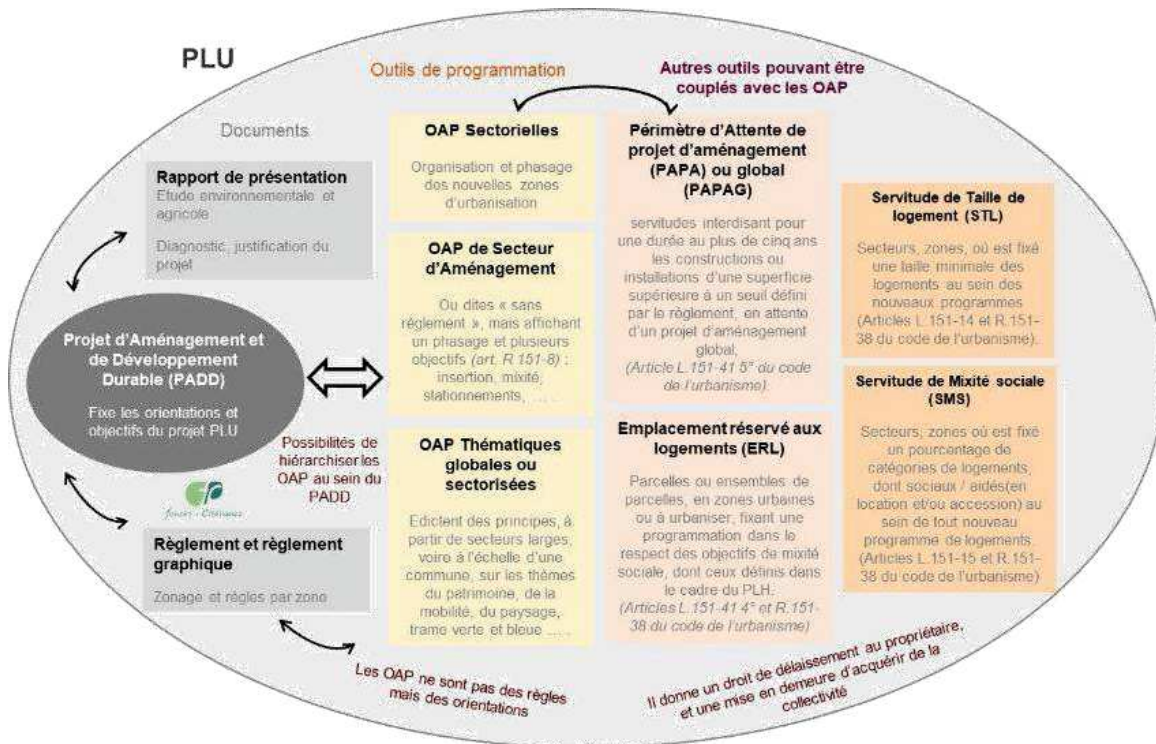 PLU
Outils de programmation
Autres outils pouvant être
couplés avec les OAP
Documents
Rapport de présentation
Etude environnementale et
agricole
Diagnostic, justification du
projet
Projet d'Aménagement et
de Développement
Durable (PADD)
Fixe les orientations et
objectifs du projet PLU
Possibilités de
hiérarchiser les
OAP au sein du
PADD
Règlement et règlement
graphique
Zonage et règles par zone
OAP Sectorielles
Organisation et phasage
des nouvelles zones
d'urbanisation
OAP de Secteur
d'Aménagement
Ou dites « sans
règlement », mais affichant
un phasage et plusieurs
objectifs (art. R 151-8) :
insertion, mixité,
stationnements, … .
OAP Thématiques
globales ou
sectorisées
Edictent des principes, à
partir de secteurs larges,
voire à l'échelle d'une
commune, sur les thèmes
du patrimoine, de la
mobilité, du paysage,
trame verte et bleue … .
Les OAP ne sont pas des règles
mais des orientations
Périmètre d'Attente de
projet d'aménagement
(PAPA) ou global
(PAPAG)
servitudes interdisant pour
une durée au plus de cinq ans
les constructions ou
installations d'une superficie
supérieure à un seuil défini
par le règlement, en attente
d'un projet d'aménagement
global,
(Article L.151-41 5° du code
de l'urbanisme)
Emplacement réservé aux
logements (ERL)
Parcelles ou ensembles de
parcelles, en zones urbaines
ou à urbaniser, fixant une
programmation dans le
respect des objectifs de mixité
sociale, dont ceux définis dans
le cadre du PLH.
(Articles L.151-41 4° et R.151-
38 du code de l'urbanisme)
Servitude de Taille de
logement (STL)
Secteurs, zones, où est fixé
une taille minimale des
logements au sein des
nouveaux programmes
(Articles L.151-14 et R.151-
38 du code de l'urbanisme).
Servitude de Mixité sociale
(SMS)
Secteurs, zones où est fixé
un pourcentage de
catégories de logements,
dont sociaux / aidés(en
location et/ou accession) au
sein de tout nouveau
programme de logements.
(Articles L.151-15 et R.151-
38 du code de l'urbanisme)
Il donne un droit de délaissement au propriétaire,
et une mise en demeure d'acquérir de la
collectivité